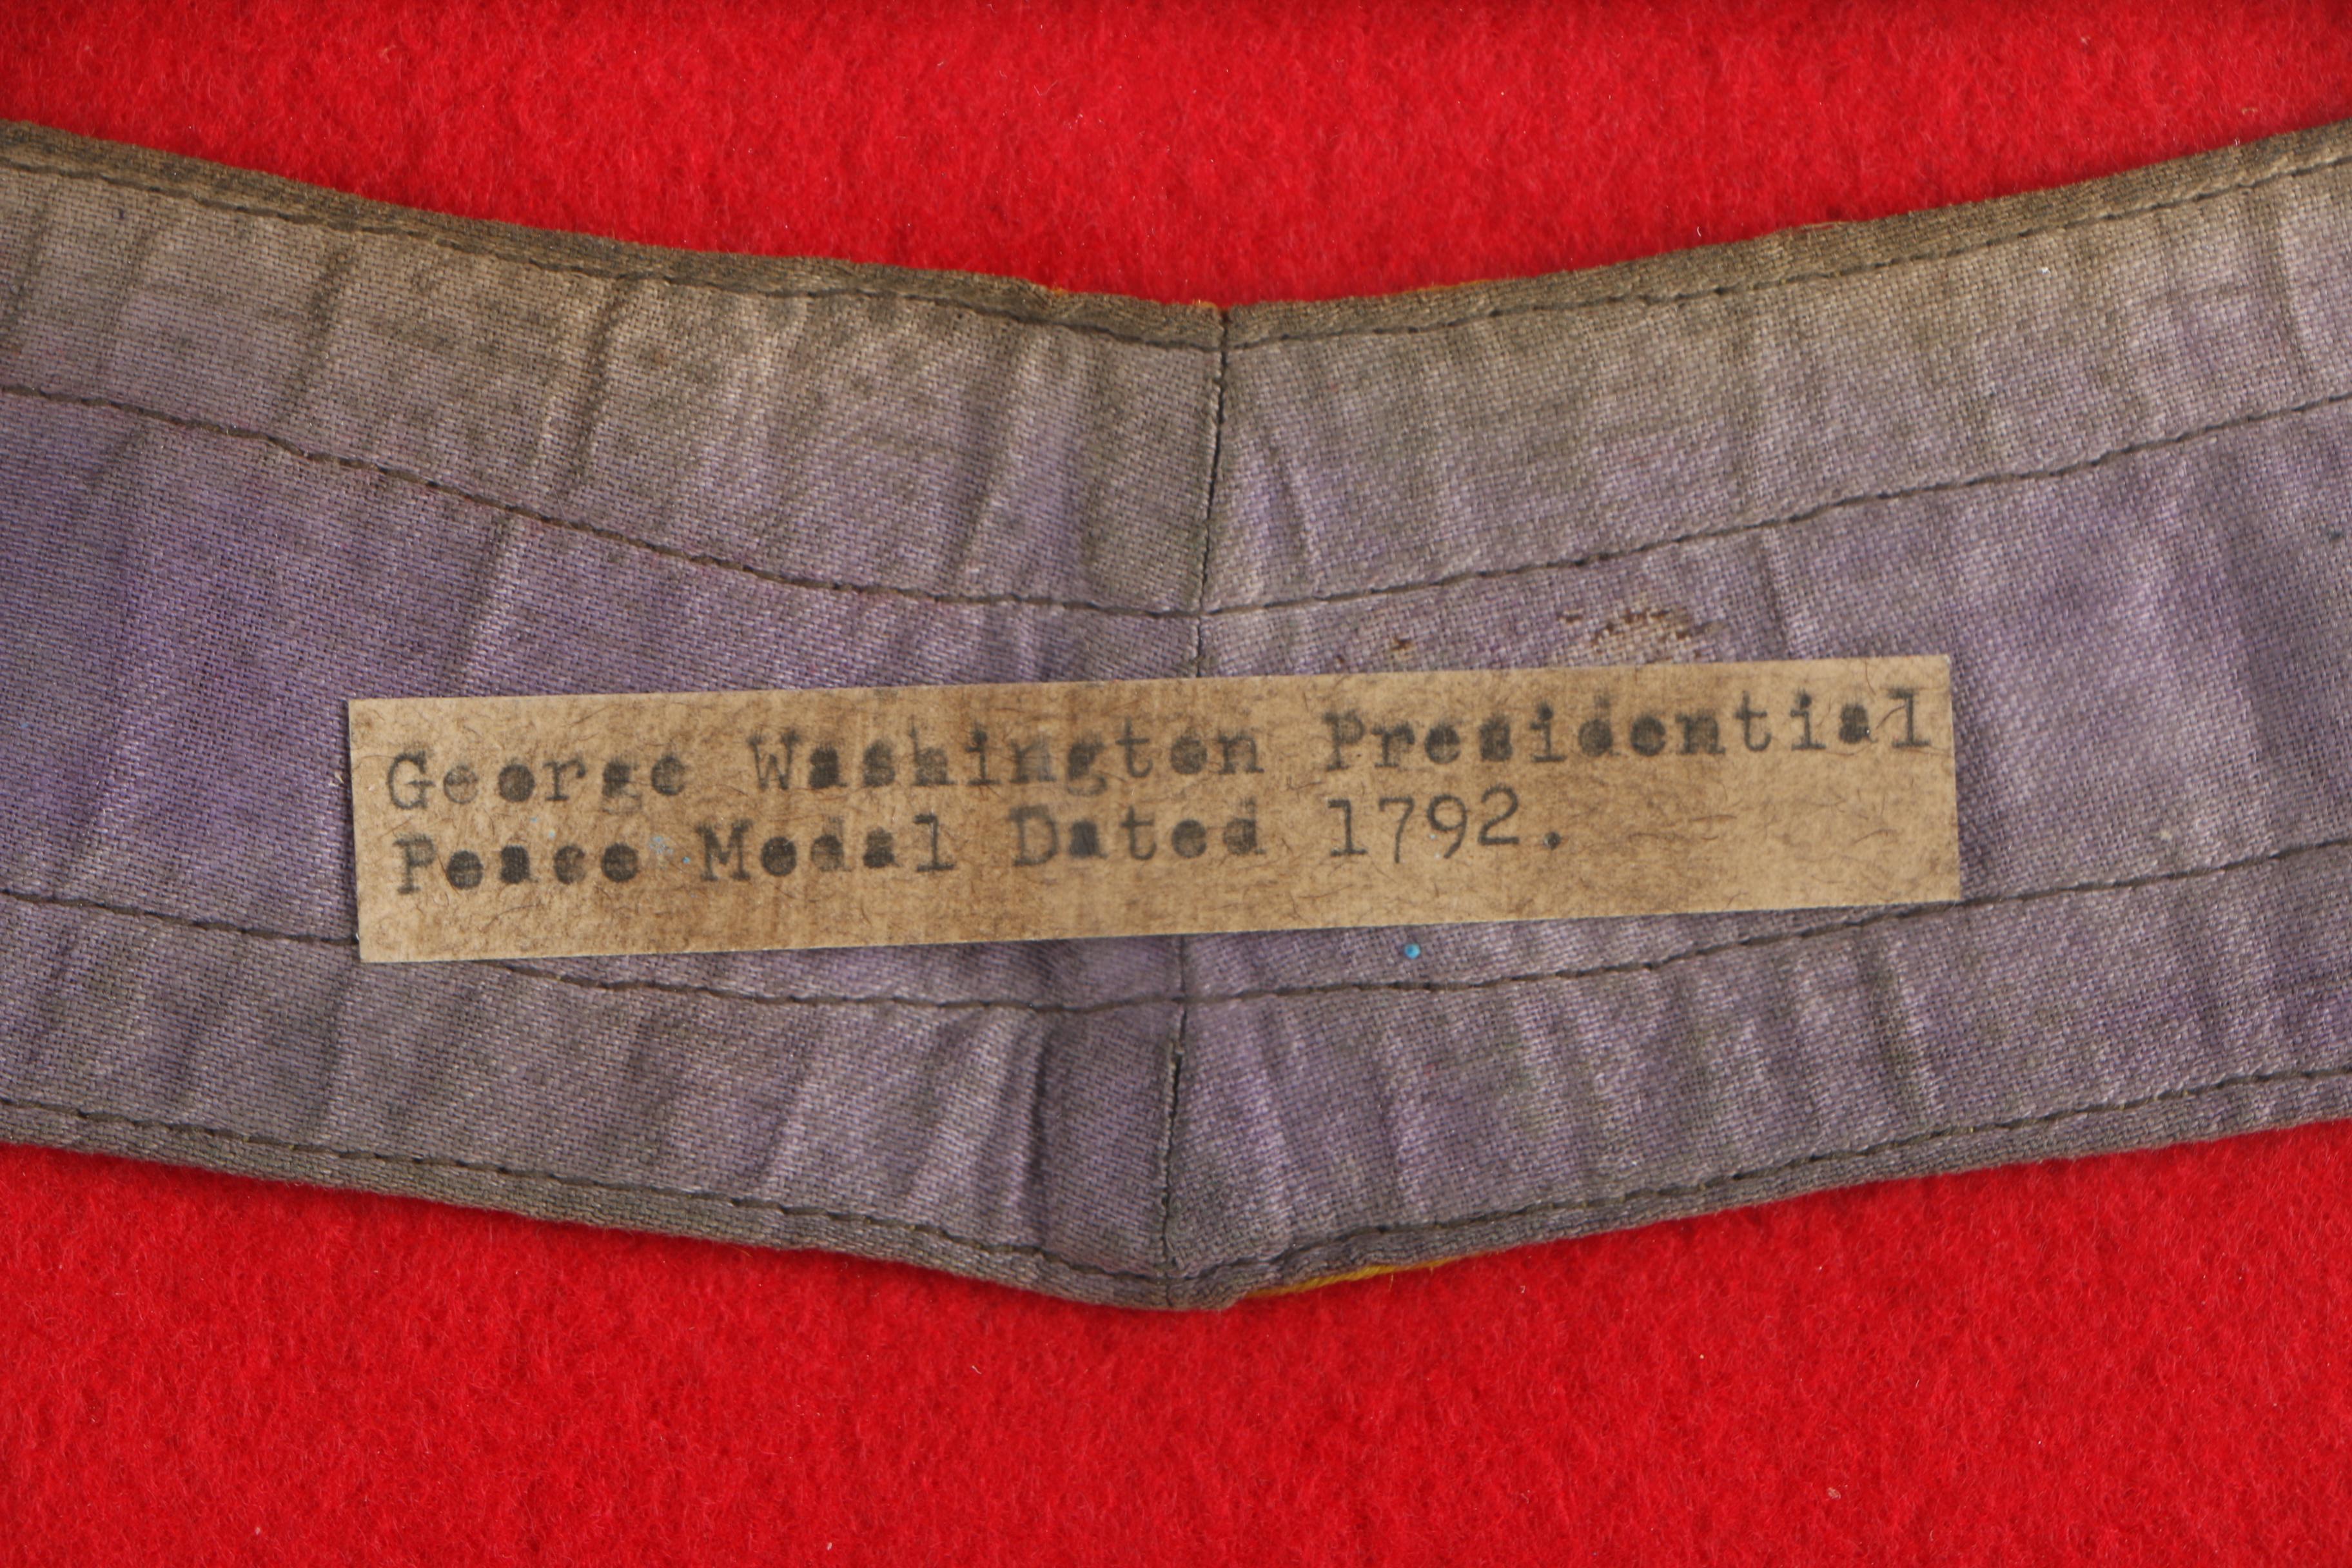 George Washington Presidential
Peace Medal Dated 1792.